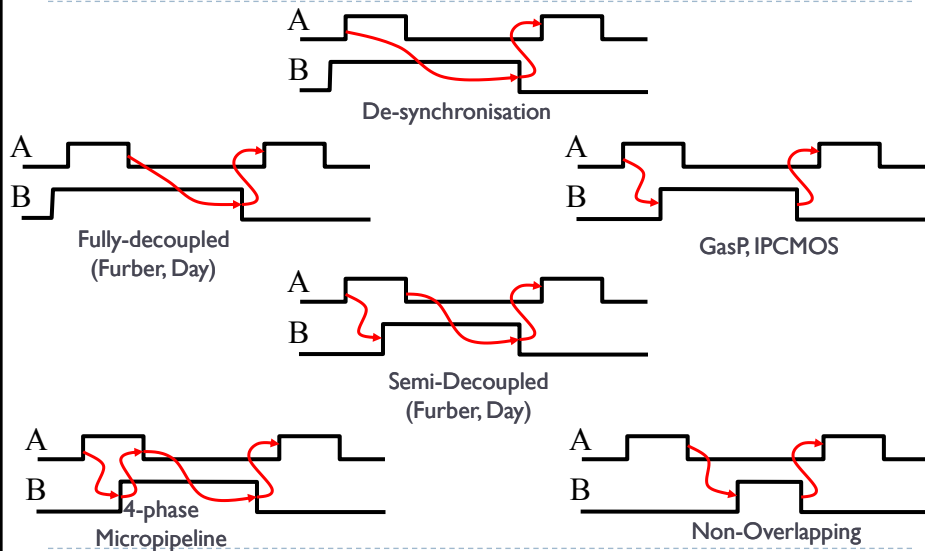 A
B
De-synchronisation
A
B
Fully-decoupled
(Furber, Day)
A
B
GasP, IPCMOS
A
B
Semi-Decoupled
(Furber, Day)
A
B
4-phase
Micropipeline
A
B
Non-Overlapping